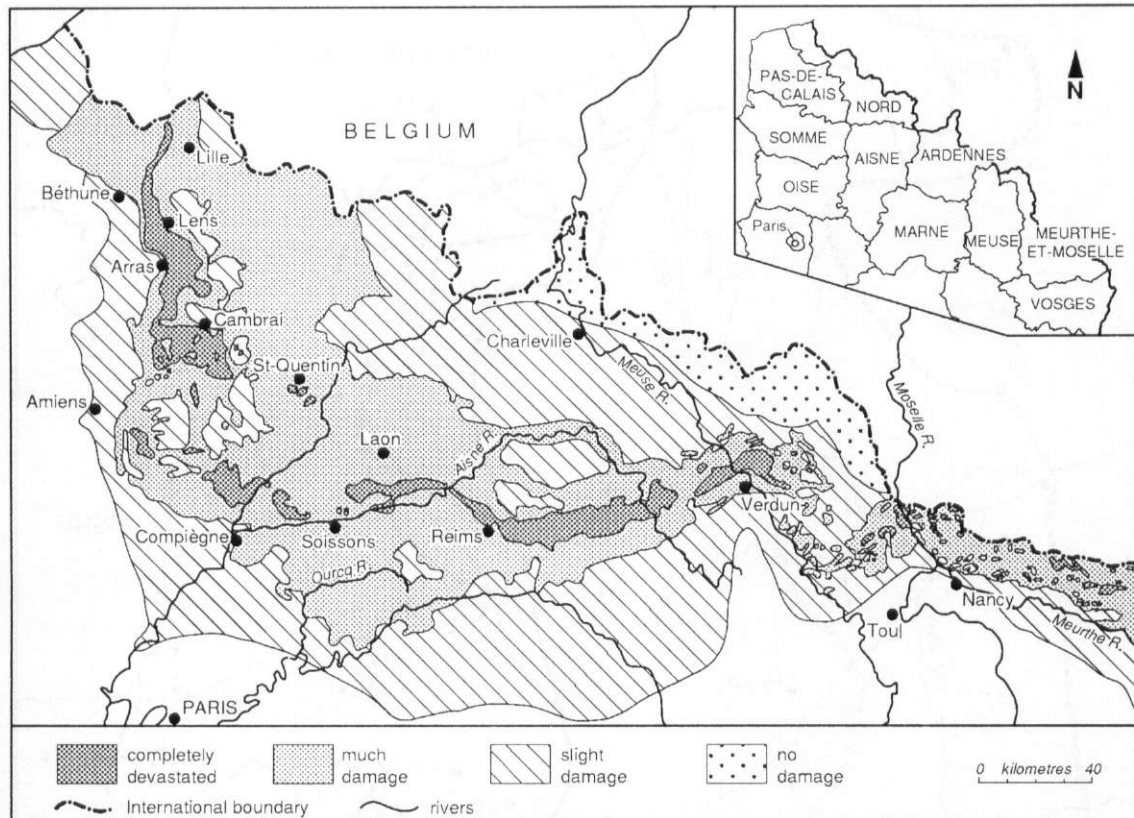 BELGIUM
Lille
Béthune
Lens
Arras
Cambrai
St-Quentin
Amiens
Laon
Aisne R.
Compiègne
Soissons
Reims
Ourcq R.
PARIS
Charleville
Meuse R.
Verdun
Moselle R.
Nancy
Toul
Meurthe R.
PAS-DE-
CALAIS
NORD
SOMME
AISNE
ARDENNES
OISE
Paris
MARNE
MEUSE
MEURTHE-
ET-MOSELLE
VOSGES
N
completely
devastated
much
damage
slight
damage
no
damage
0 kilometres 40
International boundary
rivers